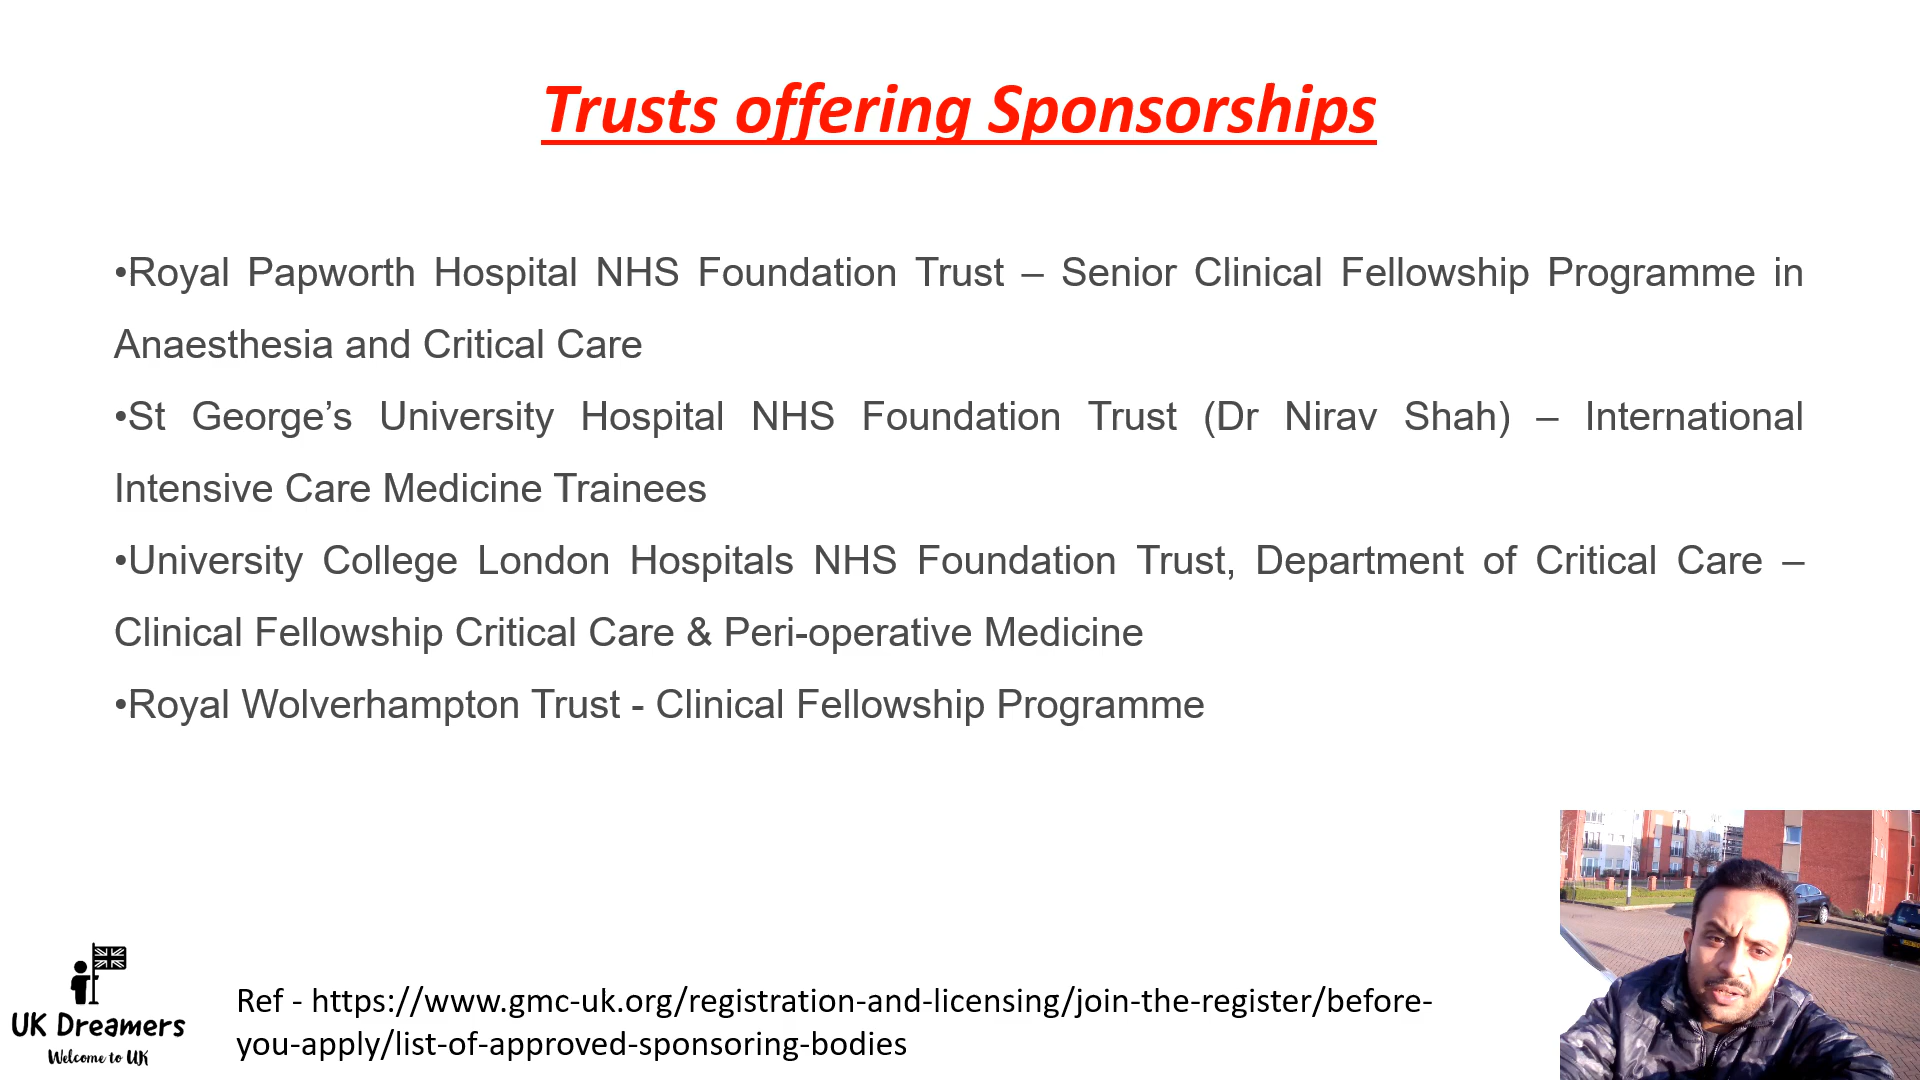 Trusts offering Sponsorships
•Royal Papworth Hospital NHS Foundation Trust – Senior Clinical Fellowship Programme in
Anaesthesia and Critical Care
•St George’s University Hospital NHS Foundation Trust (Dr Nirav Shah) – International
Intensive Care Medicine Trainees
•University College London Hospitals NHS Foundation Trust, Department of Critical Care –
Clinical Fellowship Critical Care & Peri-operative Medicine
•Royal Wolverhampton Trust - Clinical Fellowship Programme
UK Dreamers
Welcome to UK
Ref - https://www.gmc-uk.org/registration-and-licensing/join-the-register/before-
you-apply/list-of-approved-sponsoring-bodies